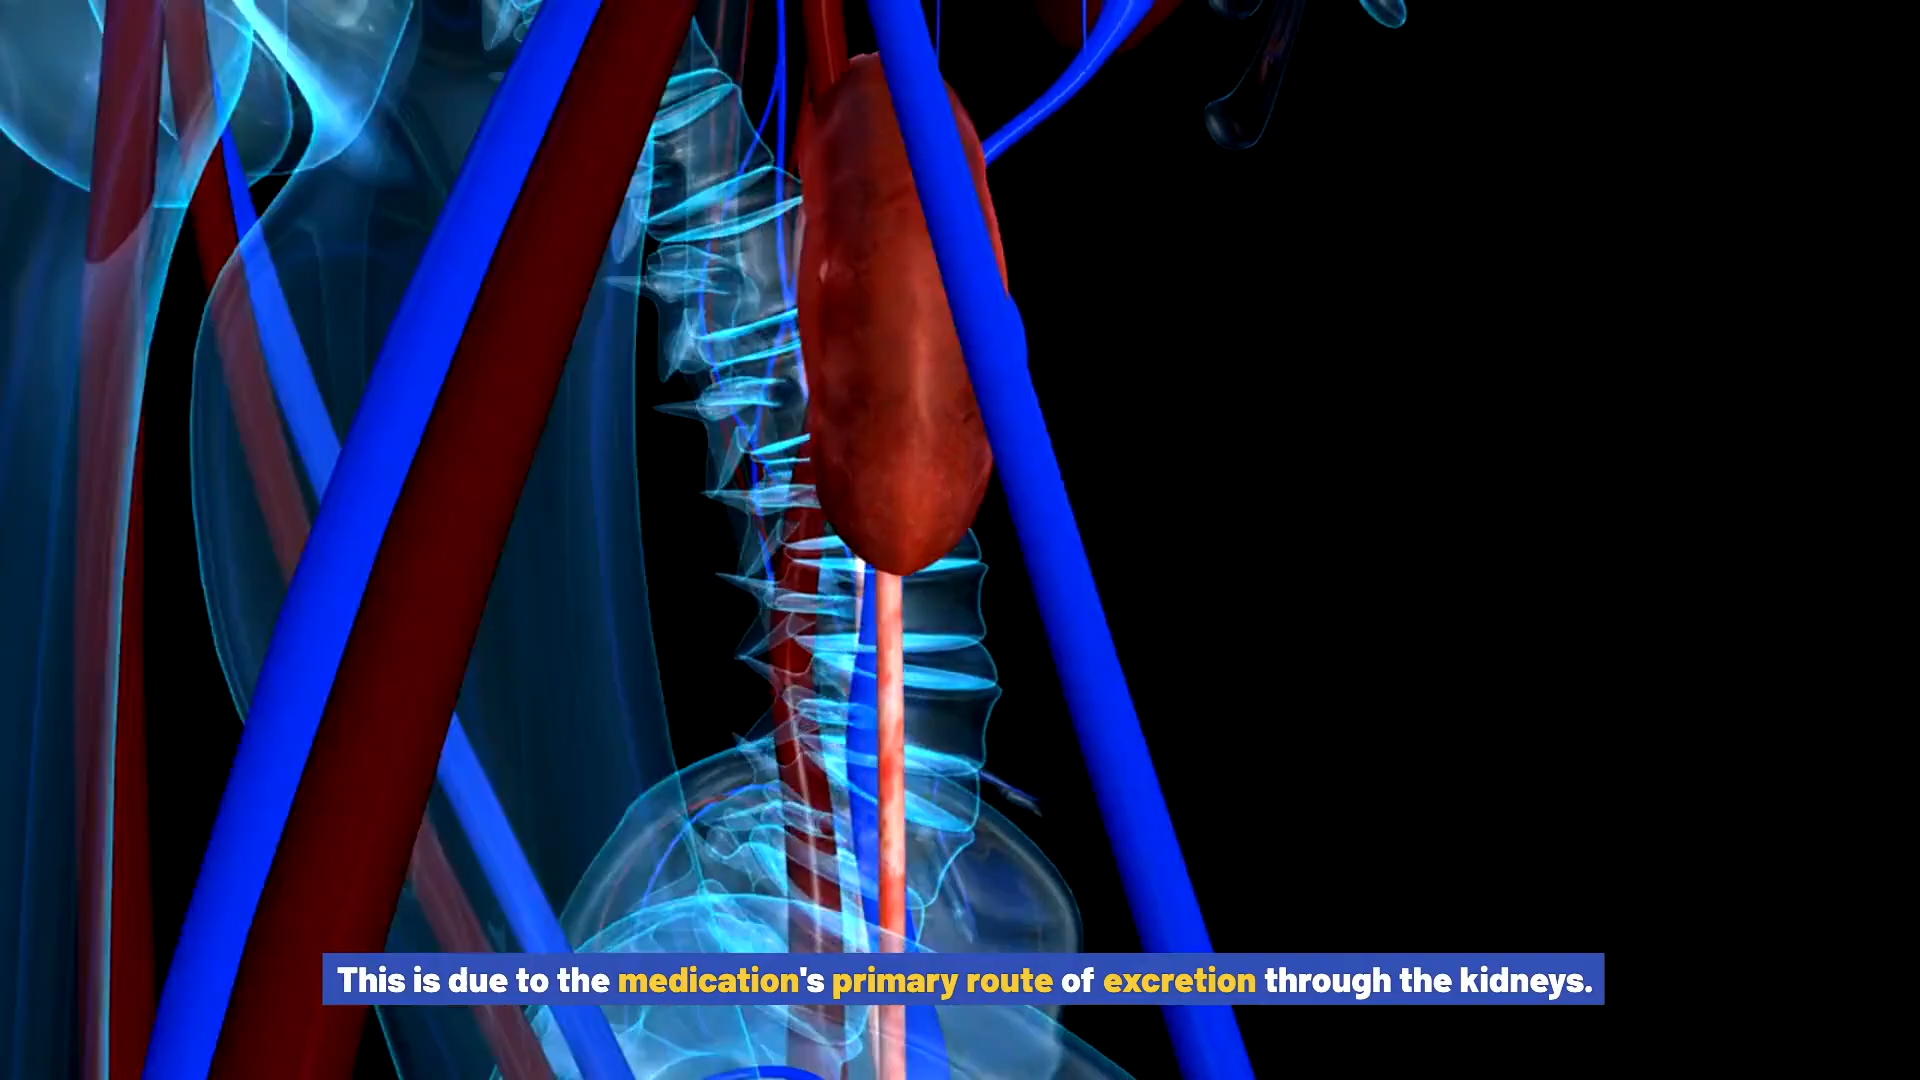 This is due to the medication's primary route of excretion through the kidneys.